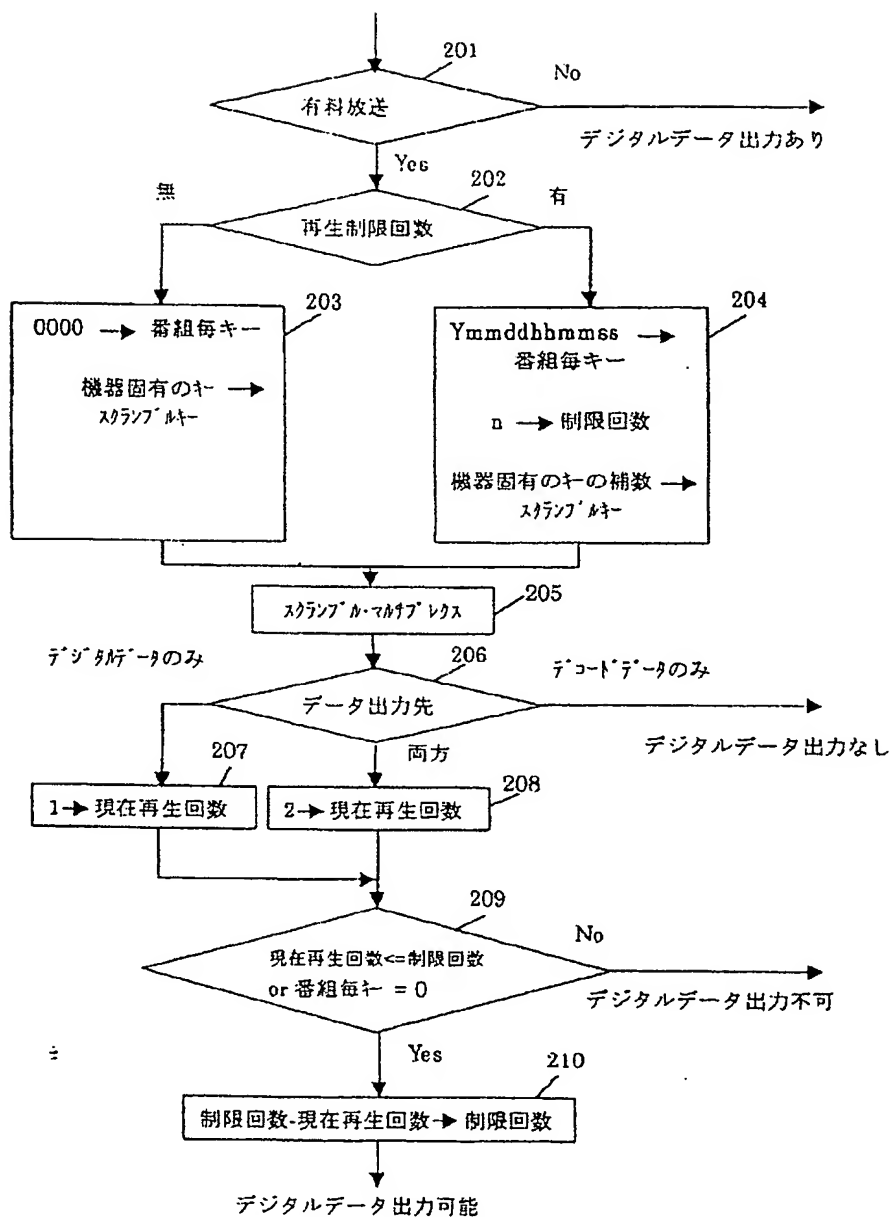 201
No
有料放送
デジタルデータ出力あり
Yes
202
無
有
再生制限回数
203
0000 → 番組毎キー
機器固有のキー →
スクランブルキー
204
Ymmddhhmmss →
番組毎キー
n → 制限回数
機器固有のキーの補数 →
スクランブルキー
スクランブル・マルチプレクス
205
デジタルデータのみ
206
デコードデータのみ
データ出力先
デジタルデータ出力なし
両方
207
1→ 現在再生回数
208
2→ 現在再生回数
209
No
現在再生回数<=制限回数
or 番組毎キー = 0
デジタルデータ出力不可
Yes
210
制限回数-現在再生回数→ 制限回数
デジタルデータ出力可能